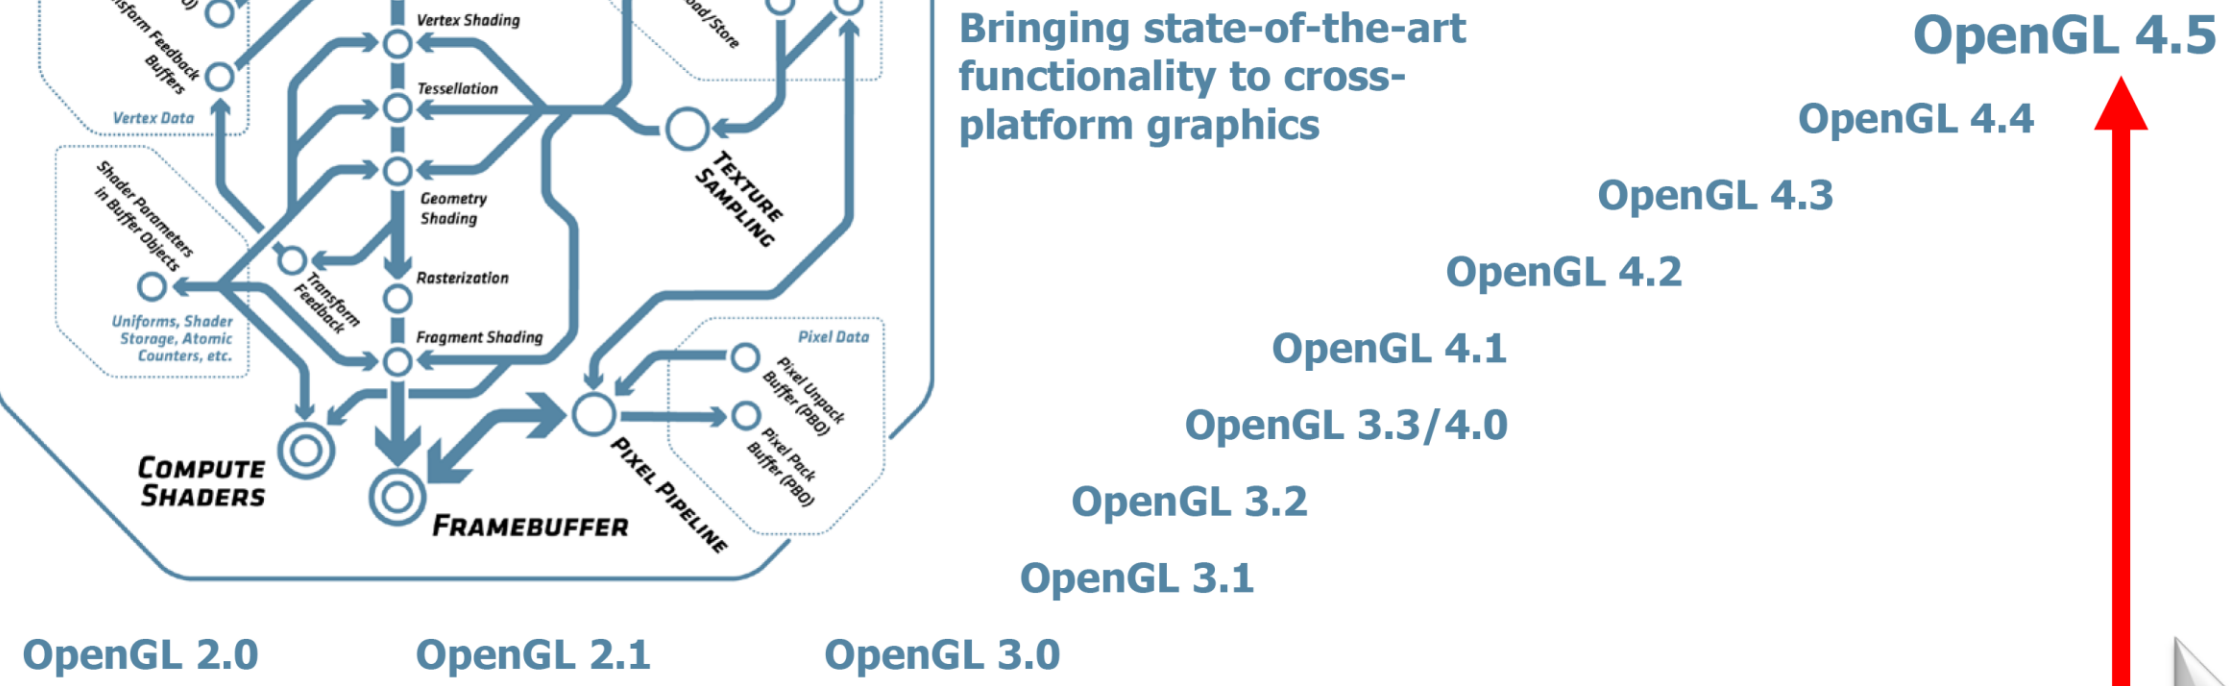 Vertex Shading
Feedback
Buffers
Tessellation
Vertex Data
Bringing state-of-the-art
functionality to cross-
platform graphics
OpenGL 4.5
OpenGL 4.4
TEXTURE
SAMPLING
Shader Parameters
in Buffer Objects
Geometry
Shading
OpenGL 4.3
Rasterization
Transform
Feedback
OpenGL 4.2
Uniforms, Shader
Storage, Atomic
Counters, etc.
Fragment Shading
Pixel Data
OpenGL 4.1
Pixel Unpack
Buffer (PBO)
Pixel Pack
Buffer (PBO)
OpenGL 3.3/4.0
COMPUTE
SHADERS
FRAMEBUFFER
PIXEL PIPELINE
OpenGL 3.2
OpenGL 3.1
OpenGL 2.0
OpenGL 2.1
OpenGL 3.0